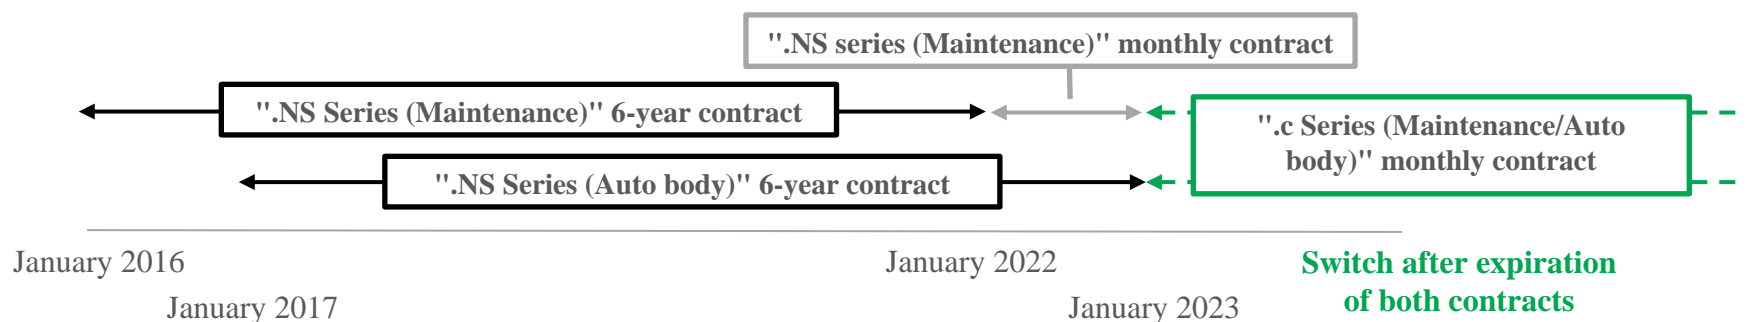 ".NS series (Maintenance)" monthly contract
".NS Series (Maintenance)" 6-year contract
".c Series (Maintenance/Auto
body)" monthly contract
".NS Series (Auto body)" 6-year contract
January 2016
January 2022
Switch after expiration
of both contracts
January 2017
January 2023